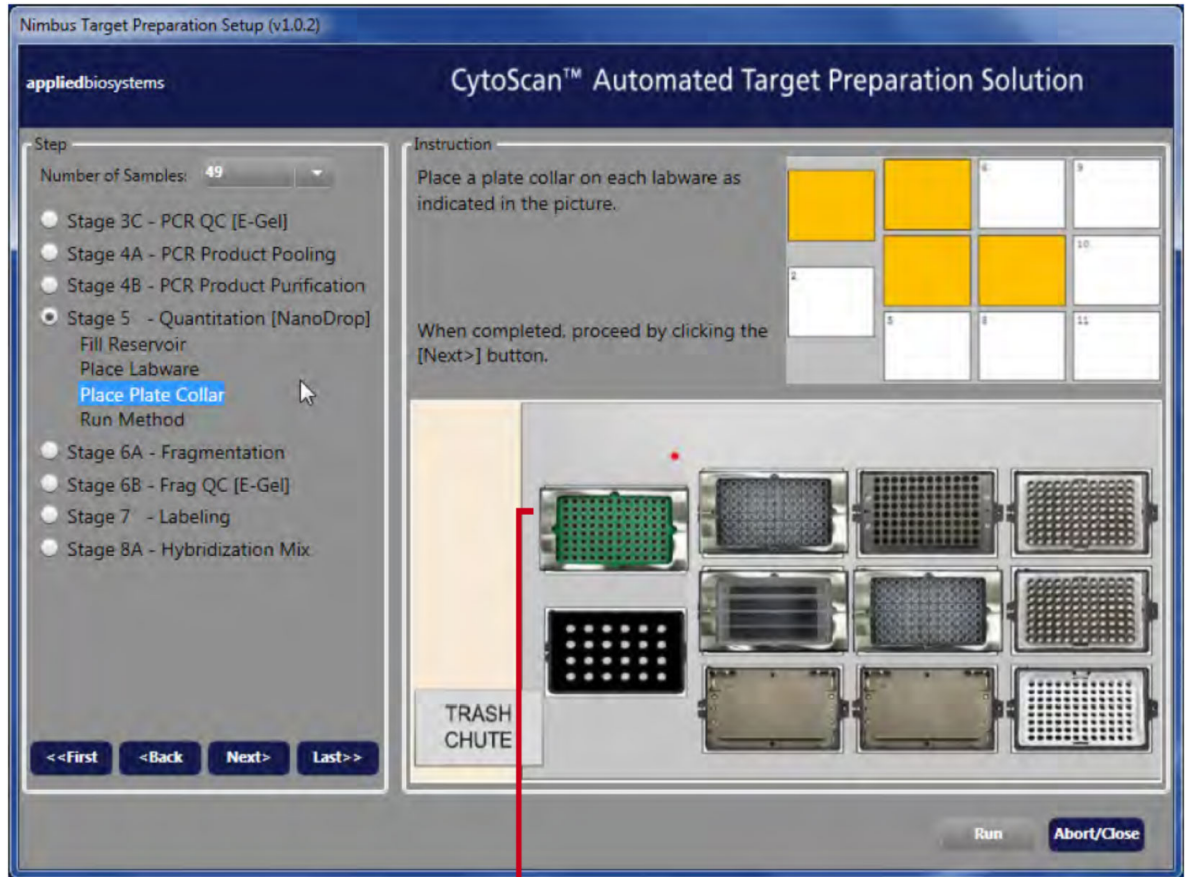 Nimbus Target Preparation Setup (v1.0.2)
appliedbiosystems
CytoScan™ Automated Target Preparation Solution
Step
Number of Samples: 49
Stage 3C - PCR QC [E-Gel]
Stage 4A - PCR Product Pooling
Stage 4B - PCR Product Purification
Stage 5 - Quantitation [NanoDrop]
Fill Reservoir
Place Labware
Place Plate Collar
Run Method
Stage 6A - Fragmentation
Stage 6B - Frag QC [E-Gel]
Stage 7 - Labeling
Stage 8A - Hybridization Mix
<<First <Back Next> Last>>
Instruction
Place a plate collar on each labware as
indicated in the picture.
When completed, proceed by clicking the
[Next>] button.
9
10
2
11
TRASH
CHUTE
Run Abort/Close